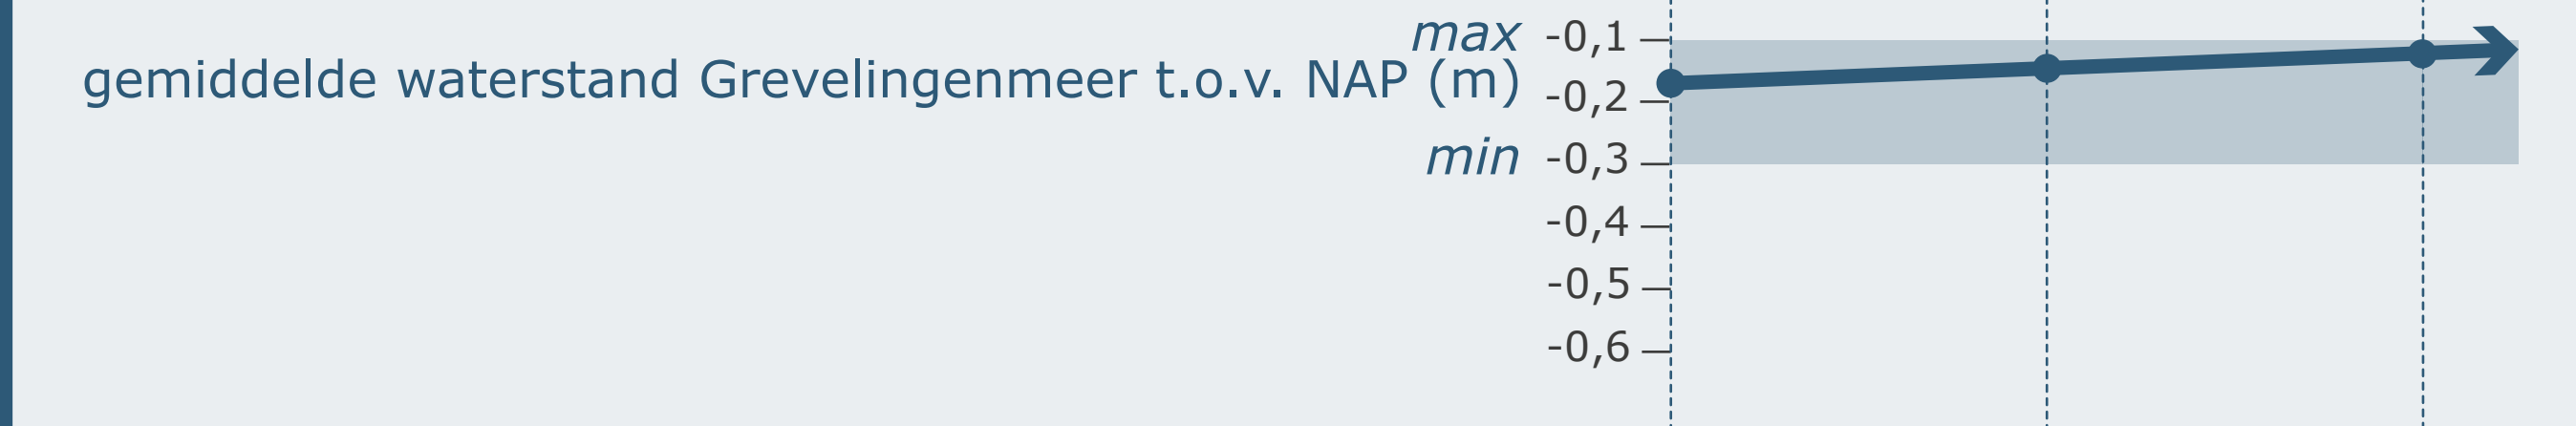 max -0,1
gemiddelde waterstand Grevelingenmeer t.o.v. NAP (m)
-0,2
min -0,3
-0,4
-0,5
-0,6